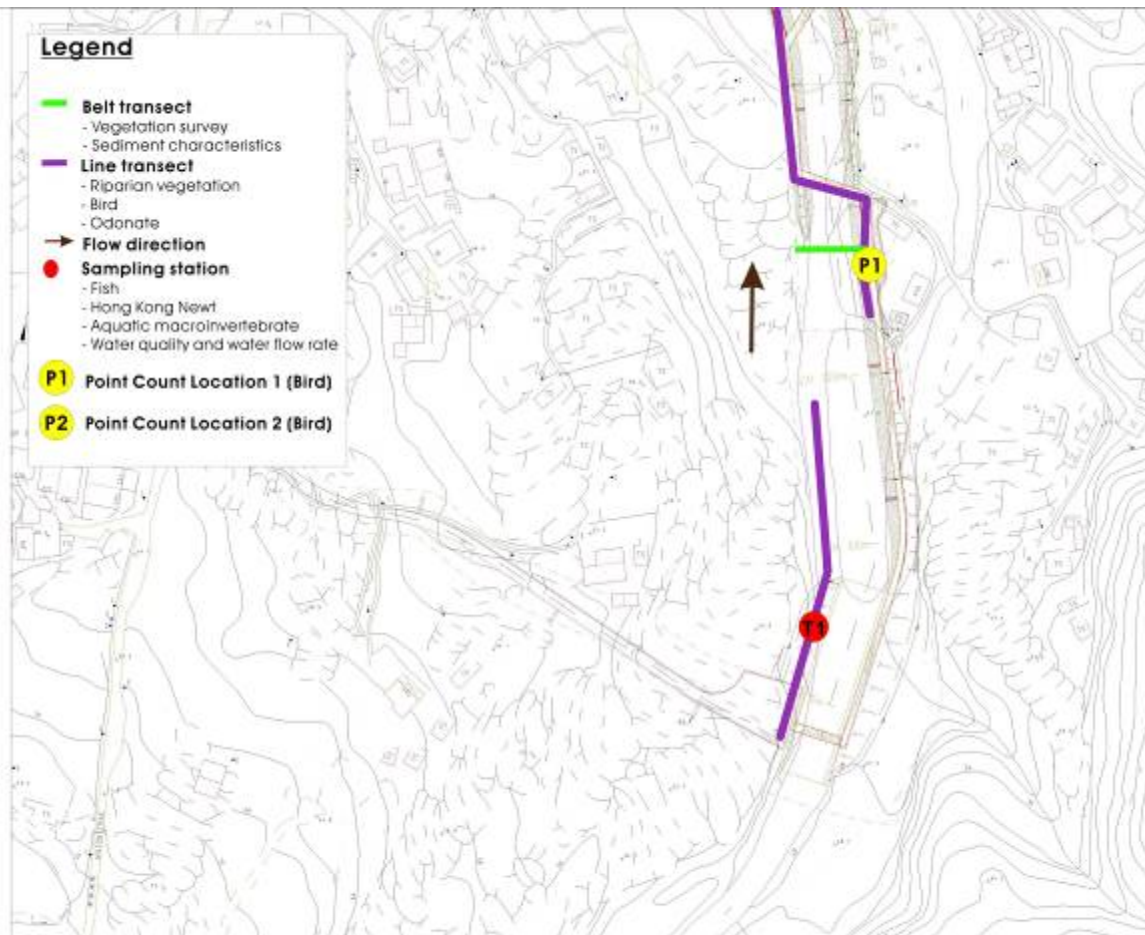 Legend
Belt transect
- Vegetation survey
- Sediment characteristics
Line transect
- Riparian vegetation
- Bird
- Odonate
Flow direction
Sampling station
- Fish
- Hong Kong Newt
- Aquatic macroinvertebrate
- Water quality and water flow rate
P1 Point Count Location 1 (Bird)
P2 Point Count Location 2 (Bird)
P1
T1